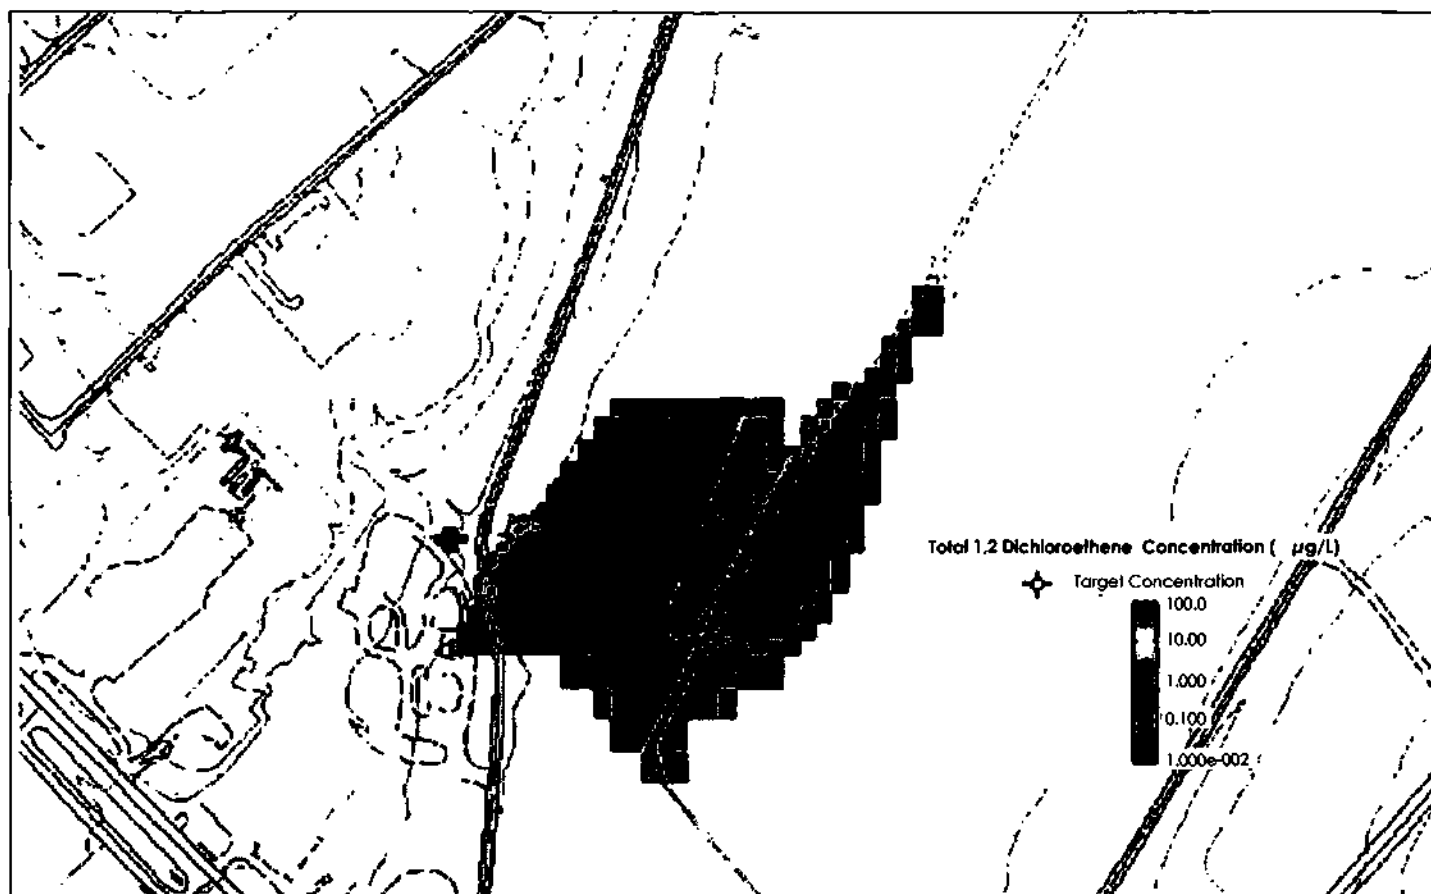 Total 1,2 Dichloroethene Concentration ( µg/L)
Target Concentration
100.0
10.00
1.000
0.100
1.000e-002